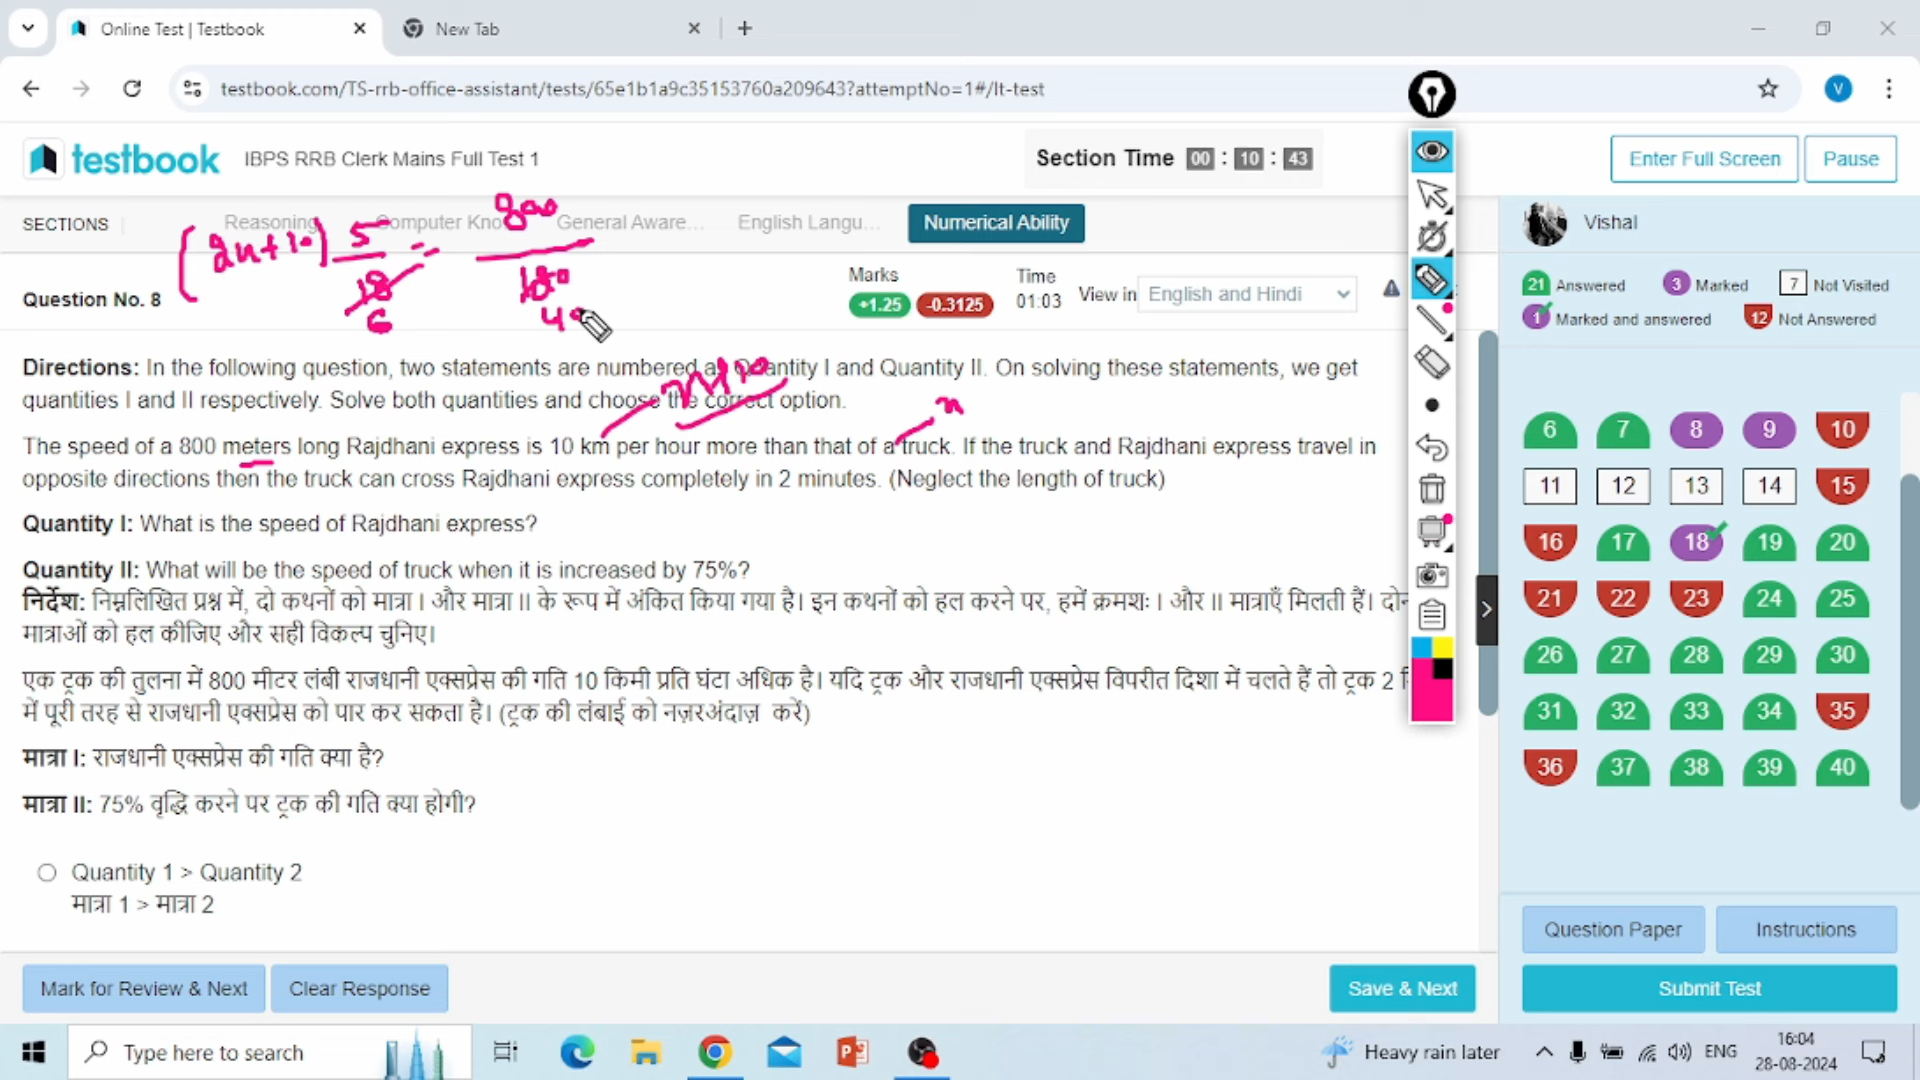 Online Test | Testbook
New Tab
testbook.com/TS-rrb-office-assistant/tests/65e1b1a9c35153760a209643?attemptNo=1#/lt-test
testbook
IBPS RRB Clerk Mains Full Test 1
Section Time 00 : 10 : 43
Enter Full Screen
Pause
SECTIONS
Reasoning
Computer Kno
General Aware...
English Langu...
Numerical Ability
Vishal
Question No. 8
Marks
+1.25 -0.3125
Time
01:03
View in English and Hindi
21 Answered 3 Marked 7 Not Visited
1 Marked and answered 12 Not Answered
(2x+10) 5 = 800
18
6
40
x+10
x
Directions: In the following question, two statements are numbered as Quantity I and Quantity II. On solving these statements, we get
quantities I and II respectively. Solve both quantities and choose the correct option.
The speed of a 800 meters long Rajdhani express is 10 km per hour more than that of a truck. If the truck and Rajdhani express travel in
opposite directions then the truck can cross Rajdhani express completely in 2 minutes. (Neglect the length of truck)
Quantity I: What is the speed of Rajdhani express?
Quantity II: What will be the speed of truck when it is increased by 75%?
निर्देश: निम्नलिखित प्रश्न में, दो कथनों को मात्रा I और मात्रा II के रूप में अंकित किया गया है। इन कथनों को हल करने पर, हमें क्रमशः I और II मात्राएँ मिलती हैं।
मात्राओं को हल कीजिए और सही विकल्प चुनिए।
एक ट्रक की तुलना में 800 मीटर लंबी राजधानी एक्सप्रेस की गति 10 किमी प्रति घंटा अधिक है। यदि ट्रक और राजधानी एक्सप्रेस विपरीत दिशा में चलते हैं तो ट्रक 2
में पूरी तरह से राजधानी एक्सप्रेस को पार कर सकता है। (ट्रक की लंबाई को नज़रअंदाज़ करें)
मात्रा I: राजधानी एक्सप्रेस की गति क्या है?
मात्रा II: 75% वृद्धि करने पर ट्रक की गति क्या होगी?
Quantity 1 > Quantity 2
मात्रा 1 > मात्रा 2
6 7 8 9 10
11 12 13 14 15
16 17 18 19 20
21 22 23 24 25
26 27 28 29 30
31 32 33 34 35
36 37 38 39 40
Question Paper
Instructions
Mark for Review & Next
Clear Response
Save & Next
Submit Test
Type here to search
Heavy rain later
ENG
16:04
28-08-2024